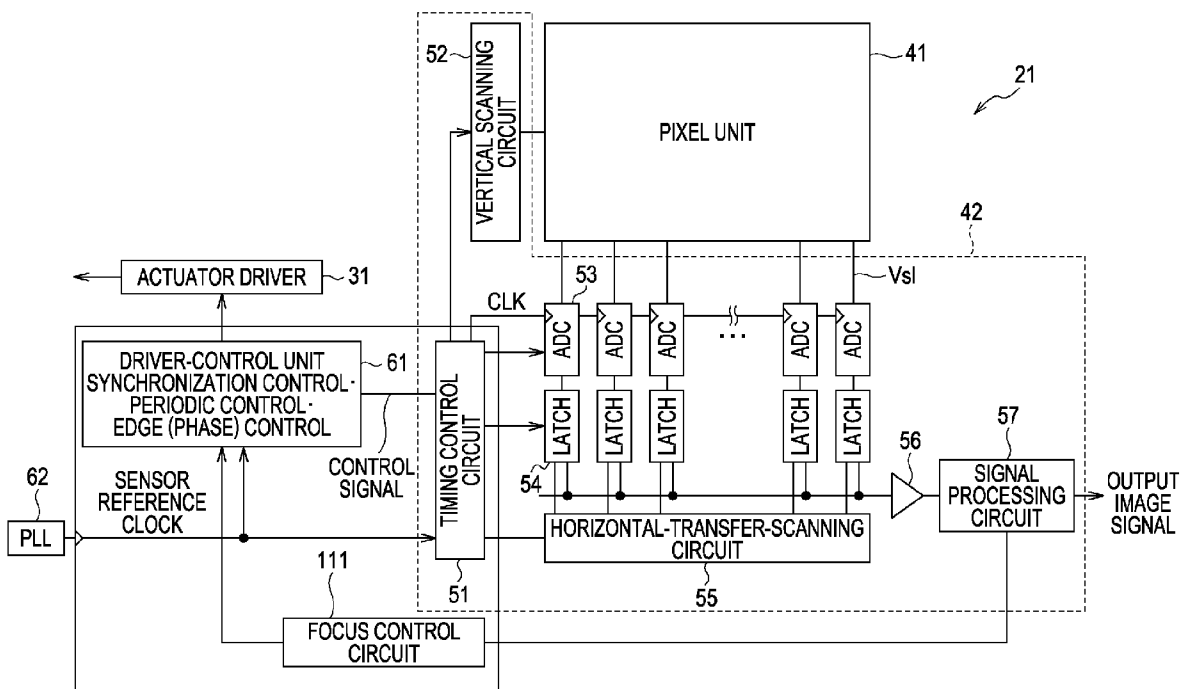 52
VERTICAL SCANNING
CIRCUIT
PIXEL UNIT
41
21
42
ACTUATOR DRIVER
31
CLK
53
Vsl
ADC
ADC
ADC
...
ADC
ADC
DRIVER-CONTROL UNIT
SYNCHRONIZATION CONTROL·
PERIODIC CONTROL·
EDGE (PHASE) CONTROL
61
CONTROL
SIGNAL
TIMING CONTROL
CIRCUIT
51
LATCH
LATCH
LATCH
LATCH
LATCH
54
56
57
SIGNAL
PROCESSING
CIRCUIT
OUTPUT
IMAGE
SIGNAL
62
PLL
SENSOR
REFERENCE
CLOCK
HORIZONTAL-TRANSFER-SCANNING
CIRCUIT
55
111
FOCUS CONTROL
CIRCUIT